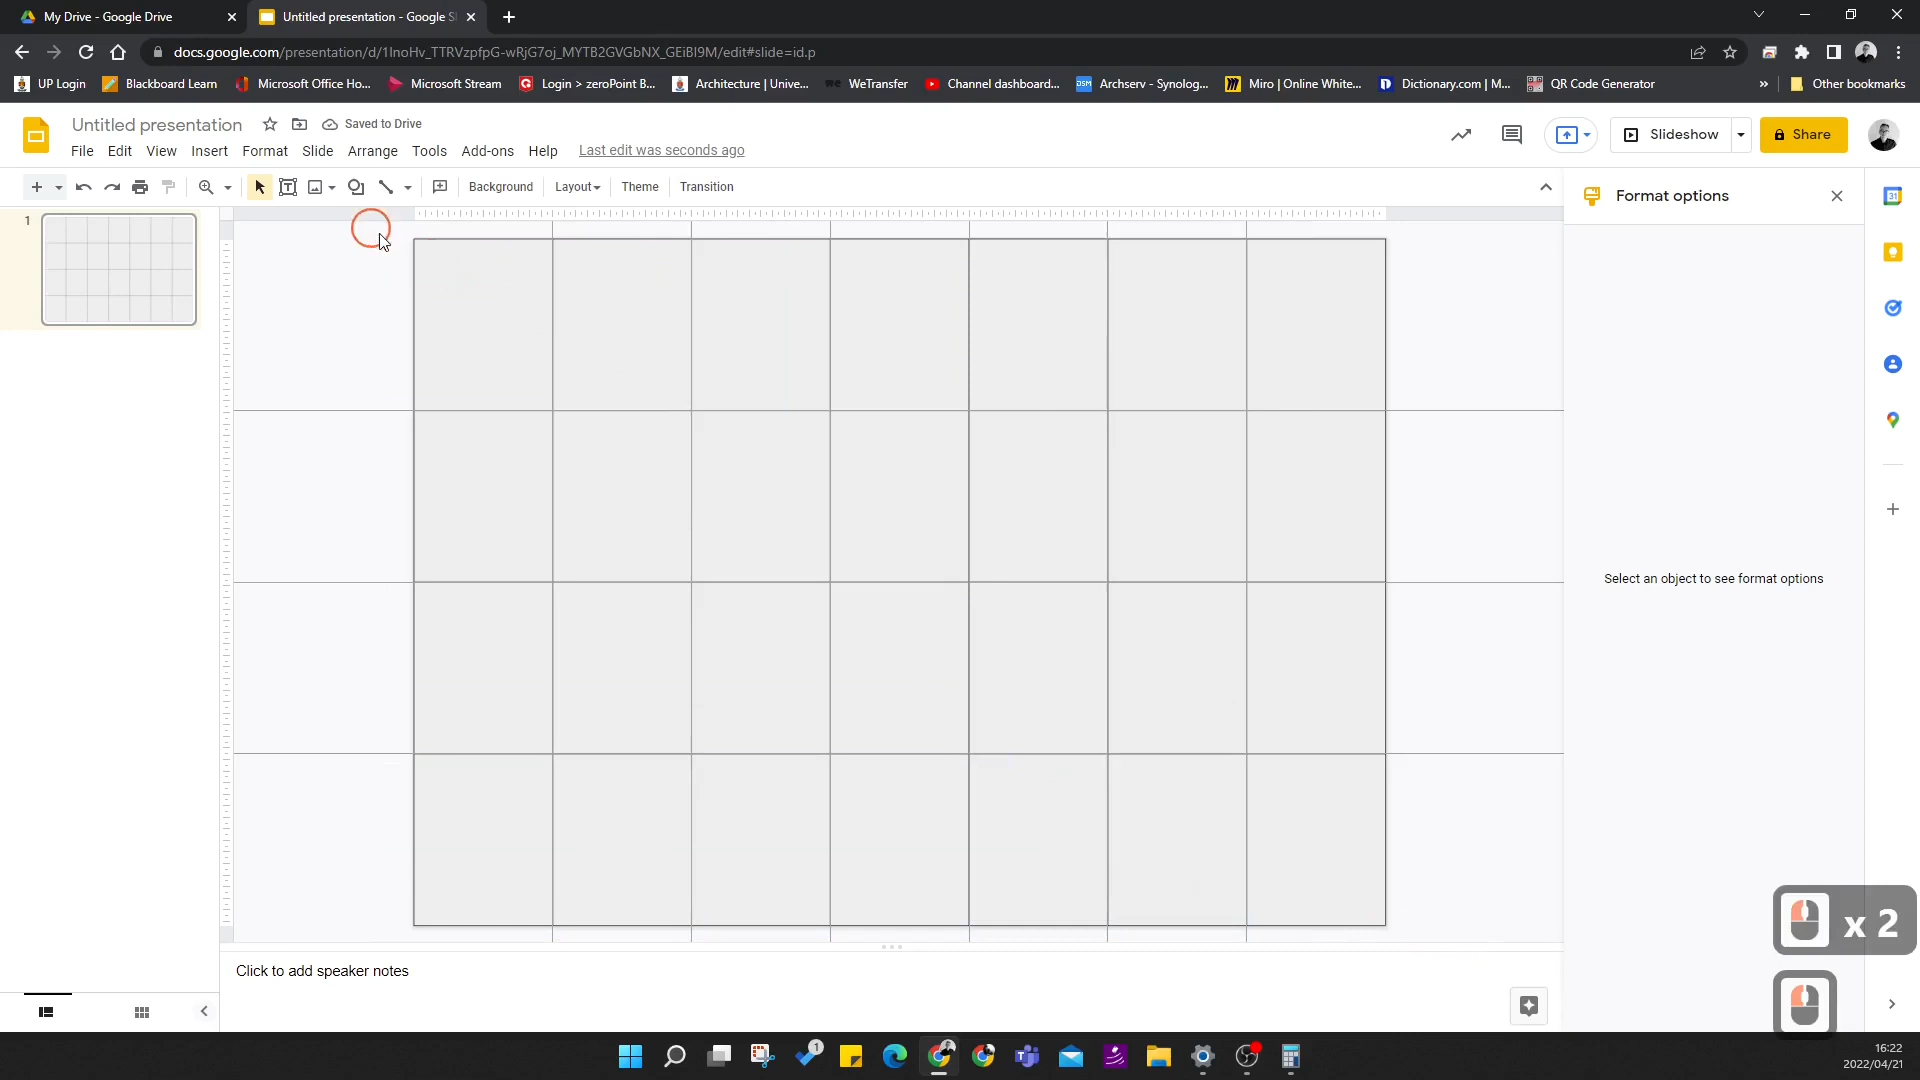 My Drive - Google Drive
Untitled presentation - Google Sl
docs.google.com/presentation/d/1InoHv_TTRVzpfpG-wRjG7oj_MYTB2GVGbNX_GEiBI9M/edit#slide=id.p
UP Login
Blackboard Learn
Microsoft Office Ho...
Microsoft Stream
Login > zeroPoint B...
Architecture | Unive...
WeTransfer
Channel dashboard...
Archserv - Synolog...
Miro | Online White...
Dictionary.com | M...
QR Code Generator
»
Other bookmarks
Untitled presentation
Saved to Drive
File Edit View Insert Format Slide Arrange Tools Add-ons Help
Last edit was seconds ago
Slideshow
Share
Background
Layout
Theme
Transition
Format options
1
31
Select an object to see format options
x 2
Click to add speaker notes
1
16:22
2022/04/21